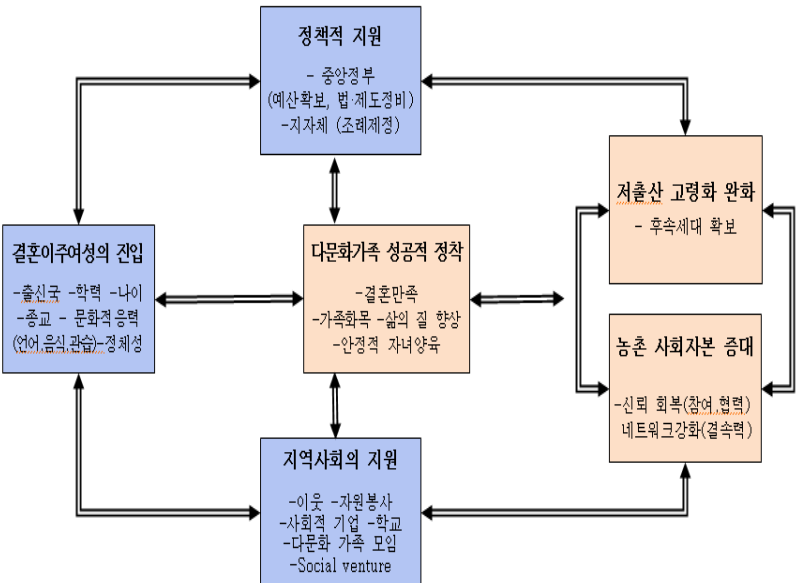 정책적 지원
- 중앙정부
(예산확보, 법·제도정비)
-지자체 (조례제정)
저출산 고령화 완화
- 후속세대 확보
결혼이주여성의 진입
-출신국 -학력 -나이
-종교 - 문화적응력
(언어,음식,관습)-정체성
다문화가족 성공적 정착
-결혼만족
-가족화목 -삶의 질 향상
-안정적 자녀양육
농촌 사회자본 증대
-신뢰 회복(참여,협력)
네트워크강화(결속력)
지역사회의 지원
-이웃 -자원봉사
-사회적 기업 -학교
-다문화 가족 모임
-Social venture